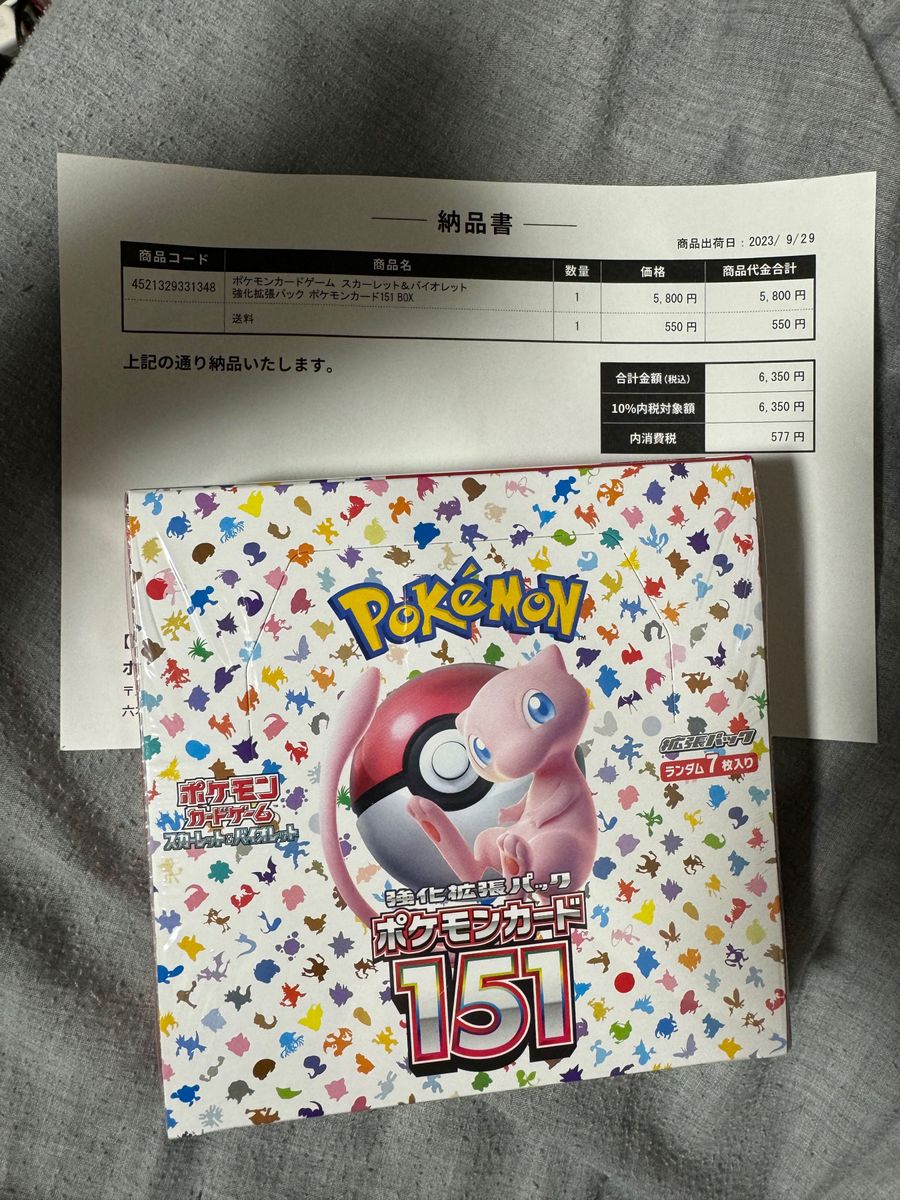 納品書
商品出荷日：2023/ 9/29
商品コード 商品名 数量 価格 商品代金合計
4521329331348 ポケモンカードゲーム スカーレット＆バイオレット 1 5,800 円 5,800 円
強化拡張パック ポケモンカード151 BOX
送料 1 550 円 550 円
上記の通り納品いたします。
合計金額(税込) 6,350 円
10%内税対象額 6,350 円
内消費税 577 円
POKéMON
TM
拡張パック
ランダム7枚入り
ポケモン
カードゲーム
スカーレット&バイオレット
強化拡張パック
ポケモンカード
151